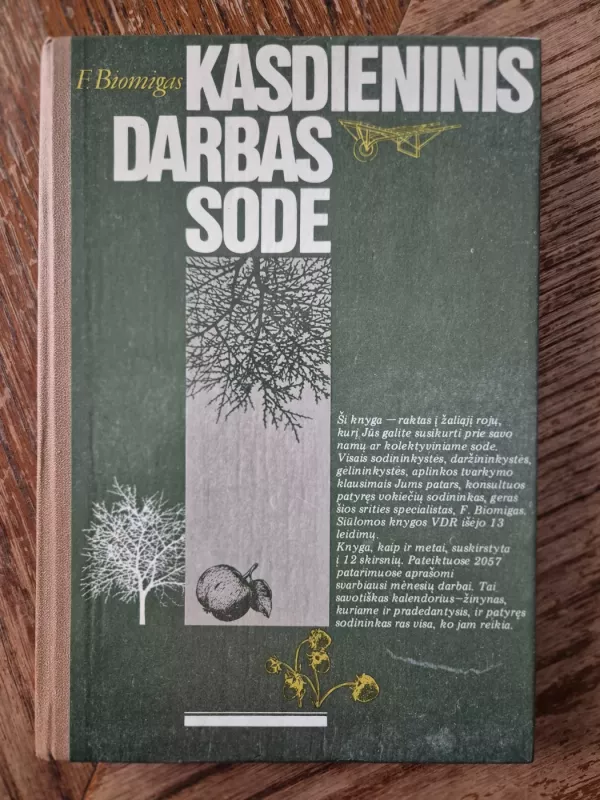 F. Biomigas KASDIENINIS
DARBAS
SODE
Ši knyga — raktas į žaliąjį rojų,
kurį Jūs galite susikurti prie savo
namų ar kolektyviniame sode.
Visais sodininkystės, daržininkystės,
gėlininkystės, aplinkos tvarkymo
klausimais Jums patars, konsultuos
patyręs vokiečių sodininkas, geras
šios srities specialistas, F. Biomigas.
Siūlomos knygos VDR išėjo 13
leidimų.
Knyga, kaip ir metai, suskirstyta
į 12 skirsnių. Pateiktuose 2057
patarimuose aprašomi
svarbiausi mėnesių darbai. Tai
savotiškas kalendorius—žinynas,
kuriame ir pradedantysis, ir patyręs
sodininkas ras visa, ko jam reikia.